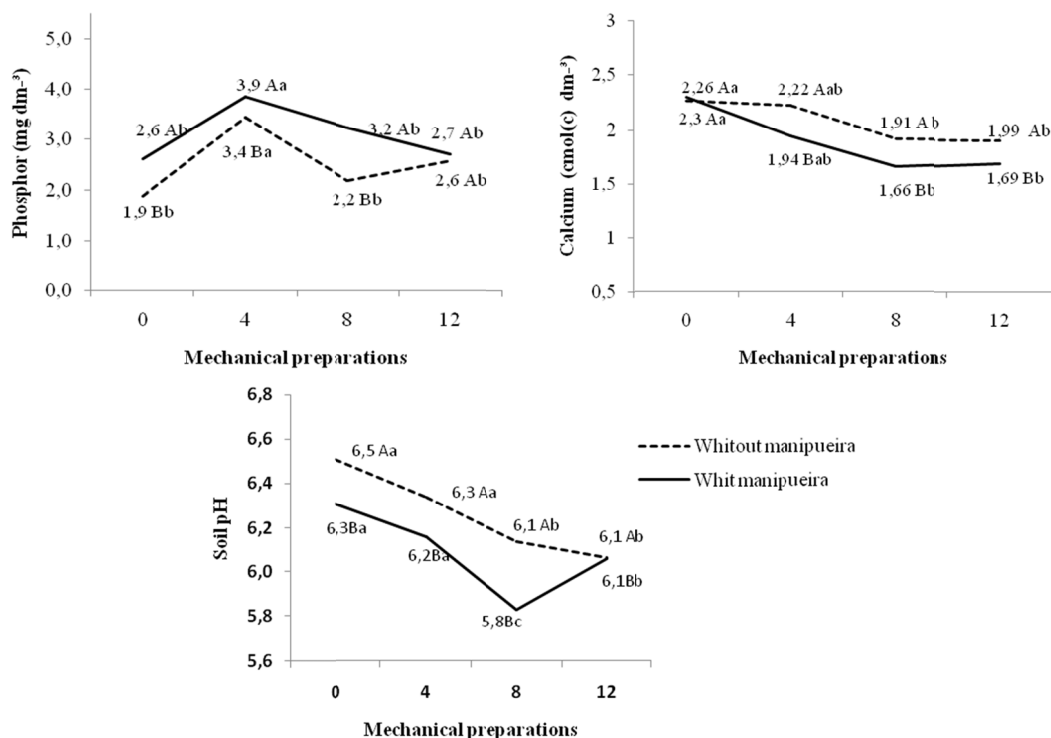 Phosphor (mg dm-³)
5,0
4,0
3,0
2,0
1,0
0,0
2,6 Ab
3,9 Aa
3,2 Ab
2,7 Ab
1,9 Bb
3,4 Ba
2,2 Bb
2,6 Ab
0 4 8 12
Mechanical preparations
Calcium (cmol(c) dm-³)
3
2,5
2
1,5
1
0,5
2,26 Aa
2,22 Aab
1,91 Ab
1,99 Ab
2,3 Aa
1,94 Bab
1,66 Bb
1,69 Bb
0 4 8 12
Mechanical preparations
Soil pH
6,8
6,6
6,4
6,2
6,0
5,8
5,6
6,5 Aa
6,3 Aa
6,1 Ab
6,1 Ab
6,3Ba
6,2Ba
5,8Bc
6,1Bb
0 4 8 12
Mechanical preparations
Whitout manipueira
Whit manipueira